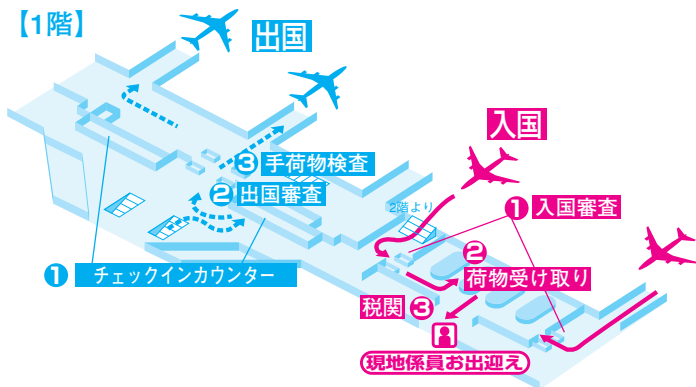 【1階】
出国
入国
❸ 手荷物検査
❷ 出国審査
2階より
❶ 入国審査
❷
荷物受け取り
❶ チェックインカウンター
税関 ❸
現地係員お出迎え